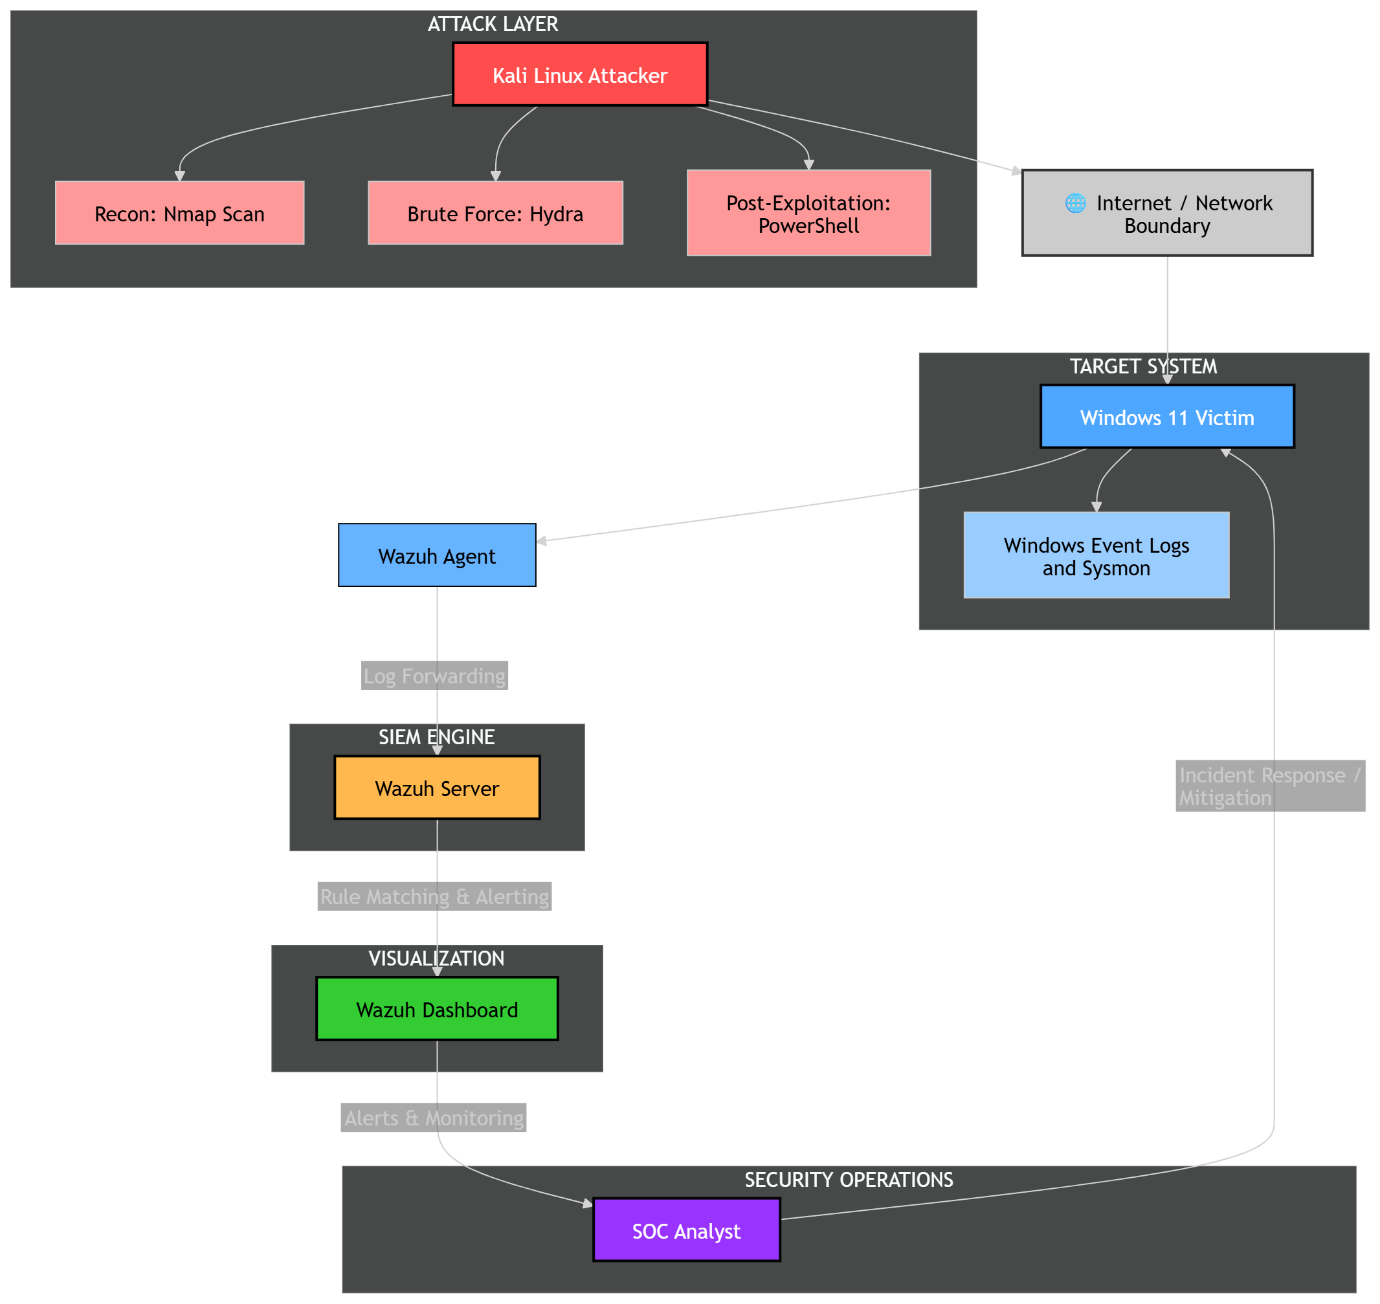 ATTACK LAYER
Kali Linux Attacker
Recon: Nmap Scan
Brute Force: Hydra
Post-Exploitation:
PowerShell
🌐 Internet / Network
Boundary
TARGET SYSTEM
Windows 11 Victim
Windows Event Logs
and Sysmon
Wazuh Agent
Log Forwarding
SIEM ENGINE
Wazuh Server
Incident Response /
Mitigation
Rule Matching & Alerting
VISUALIZATION
Wazuh Dashboard
Alerts & Monitoring
SECURITY OPERATIONS
SOC Analyst